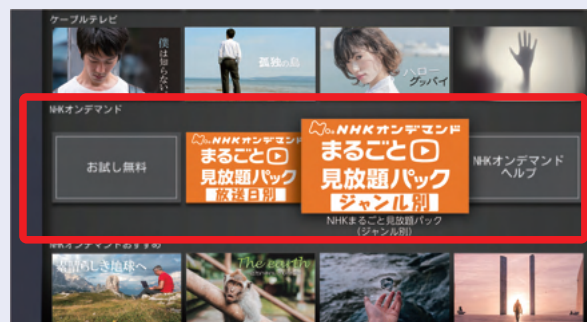 ケーブルテレビ
僕は知らない。
孤独の島
ハロー
グッバイ
NHKオンデマンド
お試し無料
NHKオンデマンド
まるごと
見放題パック
放送日別
NHKオンデマンド
まるごと
見放題パック
ジャンル別
NHKまるごと見放題パック
(ジャンル別)
NHKオンデマンド
ヘルプ
NHKオンデマンドおすすめ
素晴らしき地球へ
The earth